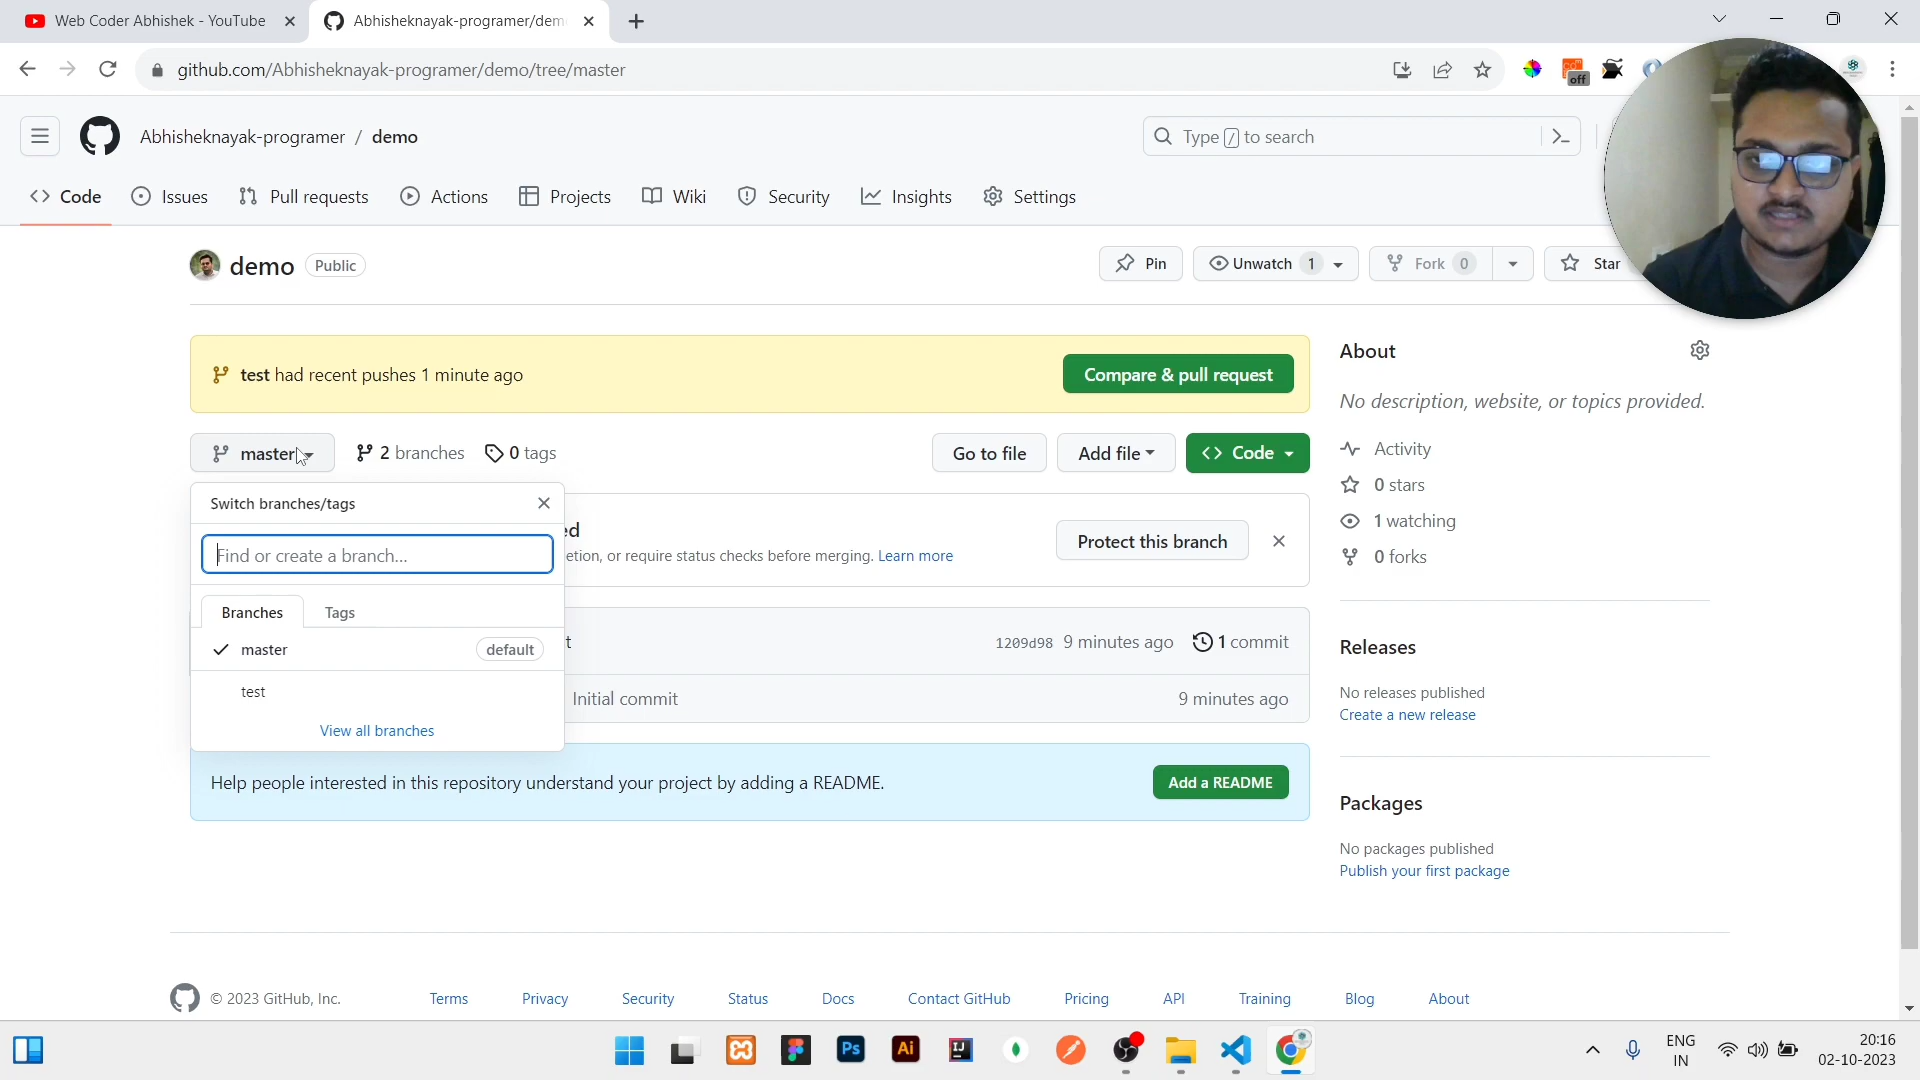 Web Coder Abhishek - YouTube
Abhisheknayak-programer/dem
github.com/Abhisheknayak-programer/demo/tree/master
off
Abhisheknayak-programer / demo
Type / to search
Code Issues Pull requests Actions Projects Wiki Security Insights Settings
demo Public
Pin Unwatch 1 Fork 0 Star
test had recent pushes 1 minute ago
Compare & pull request
master 2 branches 0 tags
Go to file Add file Code
Switch branches/tags
Find or create a branch...
Branches Tags
master default
test
View all branches
ed
etion, or require status checks before merging. Learn more
Protect this branch
t
1209d98 9 minutes ago 1 commit
Initial commit 9 minutes ago
Help people interested in this repository understand your project by adding a README.
Add a README
About
No description, website, or topics provided.
Activity
0 stars
1 watching
0 forks
Releases
No releases published
Create a new release
Packages
No packages published
Publish your first package
© 2023 GitHub, Inc. Terms Privacy Security Status Docs Contact GitHub Pricing API Training Blog About
Ps
Ai
IJ
ENG
IN
20:16
02-10-2023